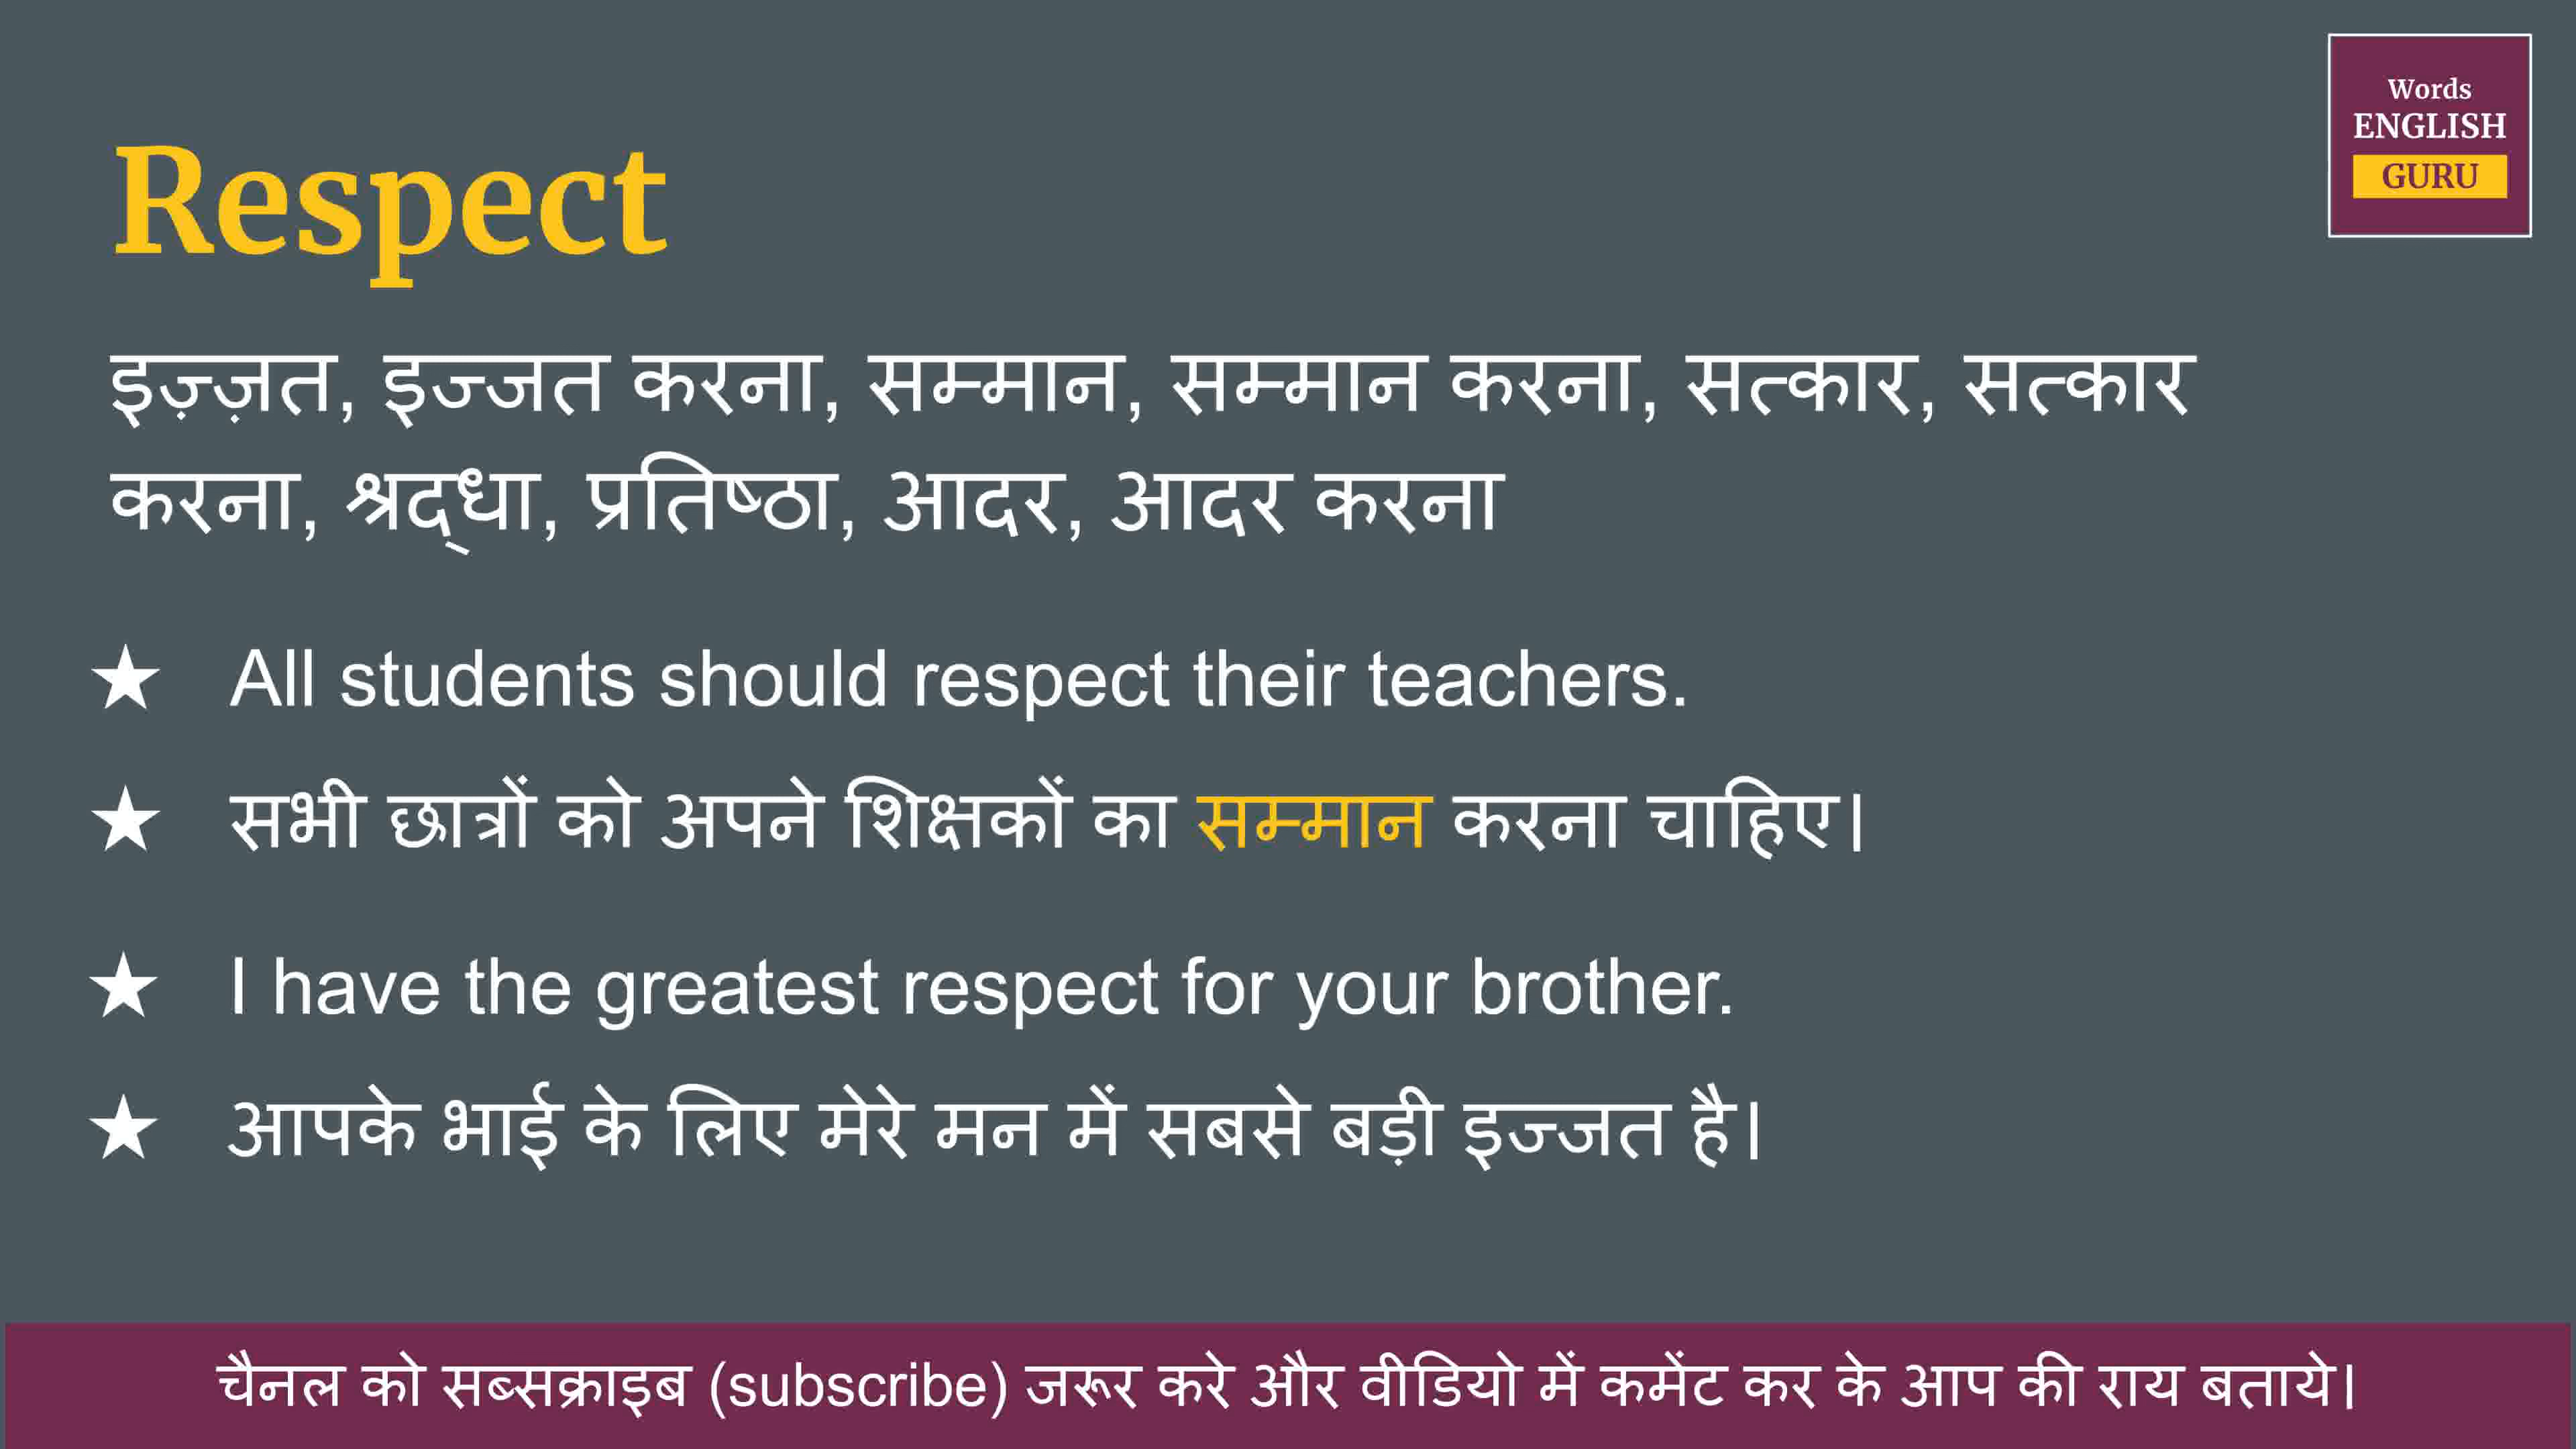 Words
ENGLISH
GURU
Respect
इज़्ज़त, इज्जत करना, सम्मान, सम्मान करना, सत्कार, सत्कार
करना, श्रद्‌धा, प्रतिष्ठा, आदर, आदर करना
★ All students should respect their teachers.
★ सभी छात्रों को अपने शिक्षकों का सम्मान करना चाहिए।
★ I have the greatest respect for your brother.
★ आपके भाई के लिए मेरे मन में सबसे बड़ी इज्जत है।
चैनल को सब्सक्राइब (subscribe) जरूर करे और वीडियो में कमेंट कर के आप की राय बताये।